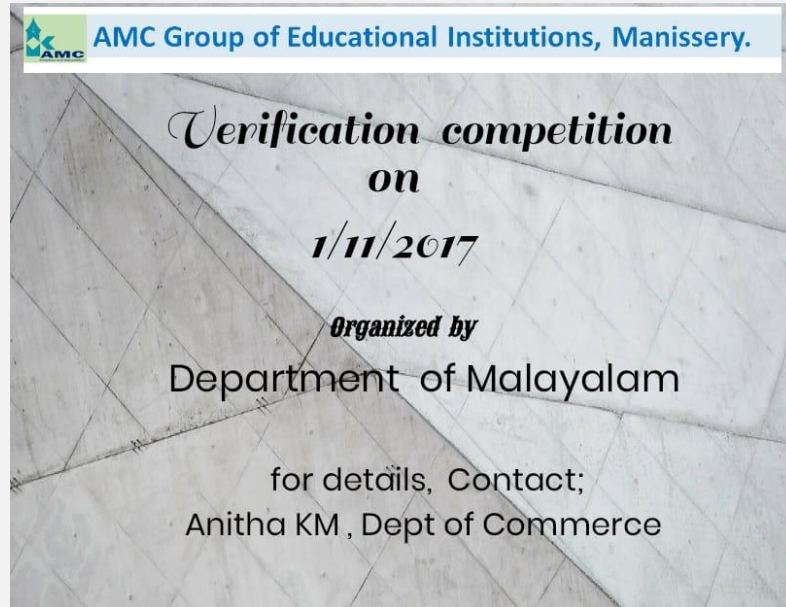 AMC
AMC Group of Educational Institutions, Manissery.
Verification competition
on
1/11/2017
Organized by
Department of Malayalam
for details, Contact;
Anitha KM , Dept of Commerce